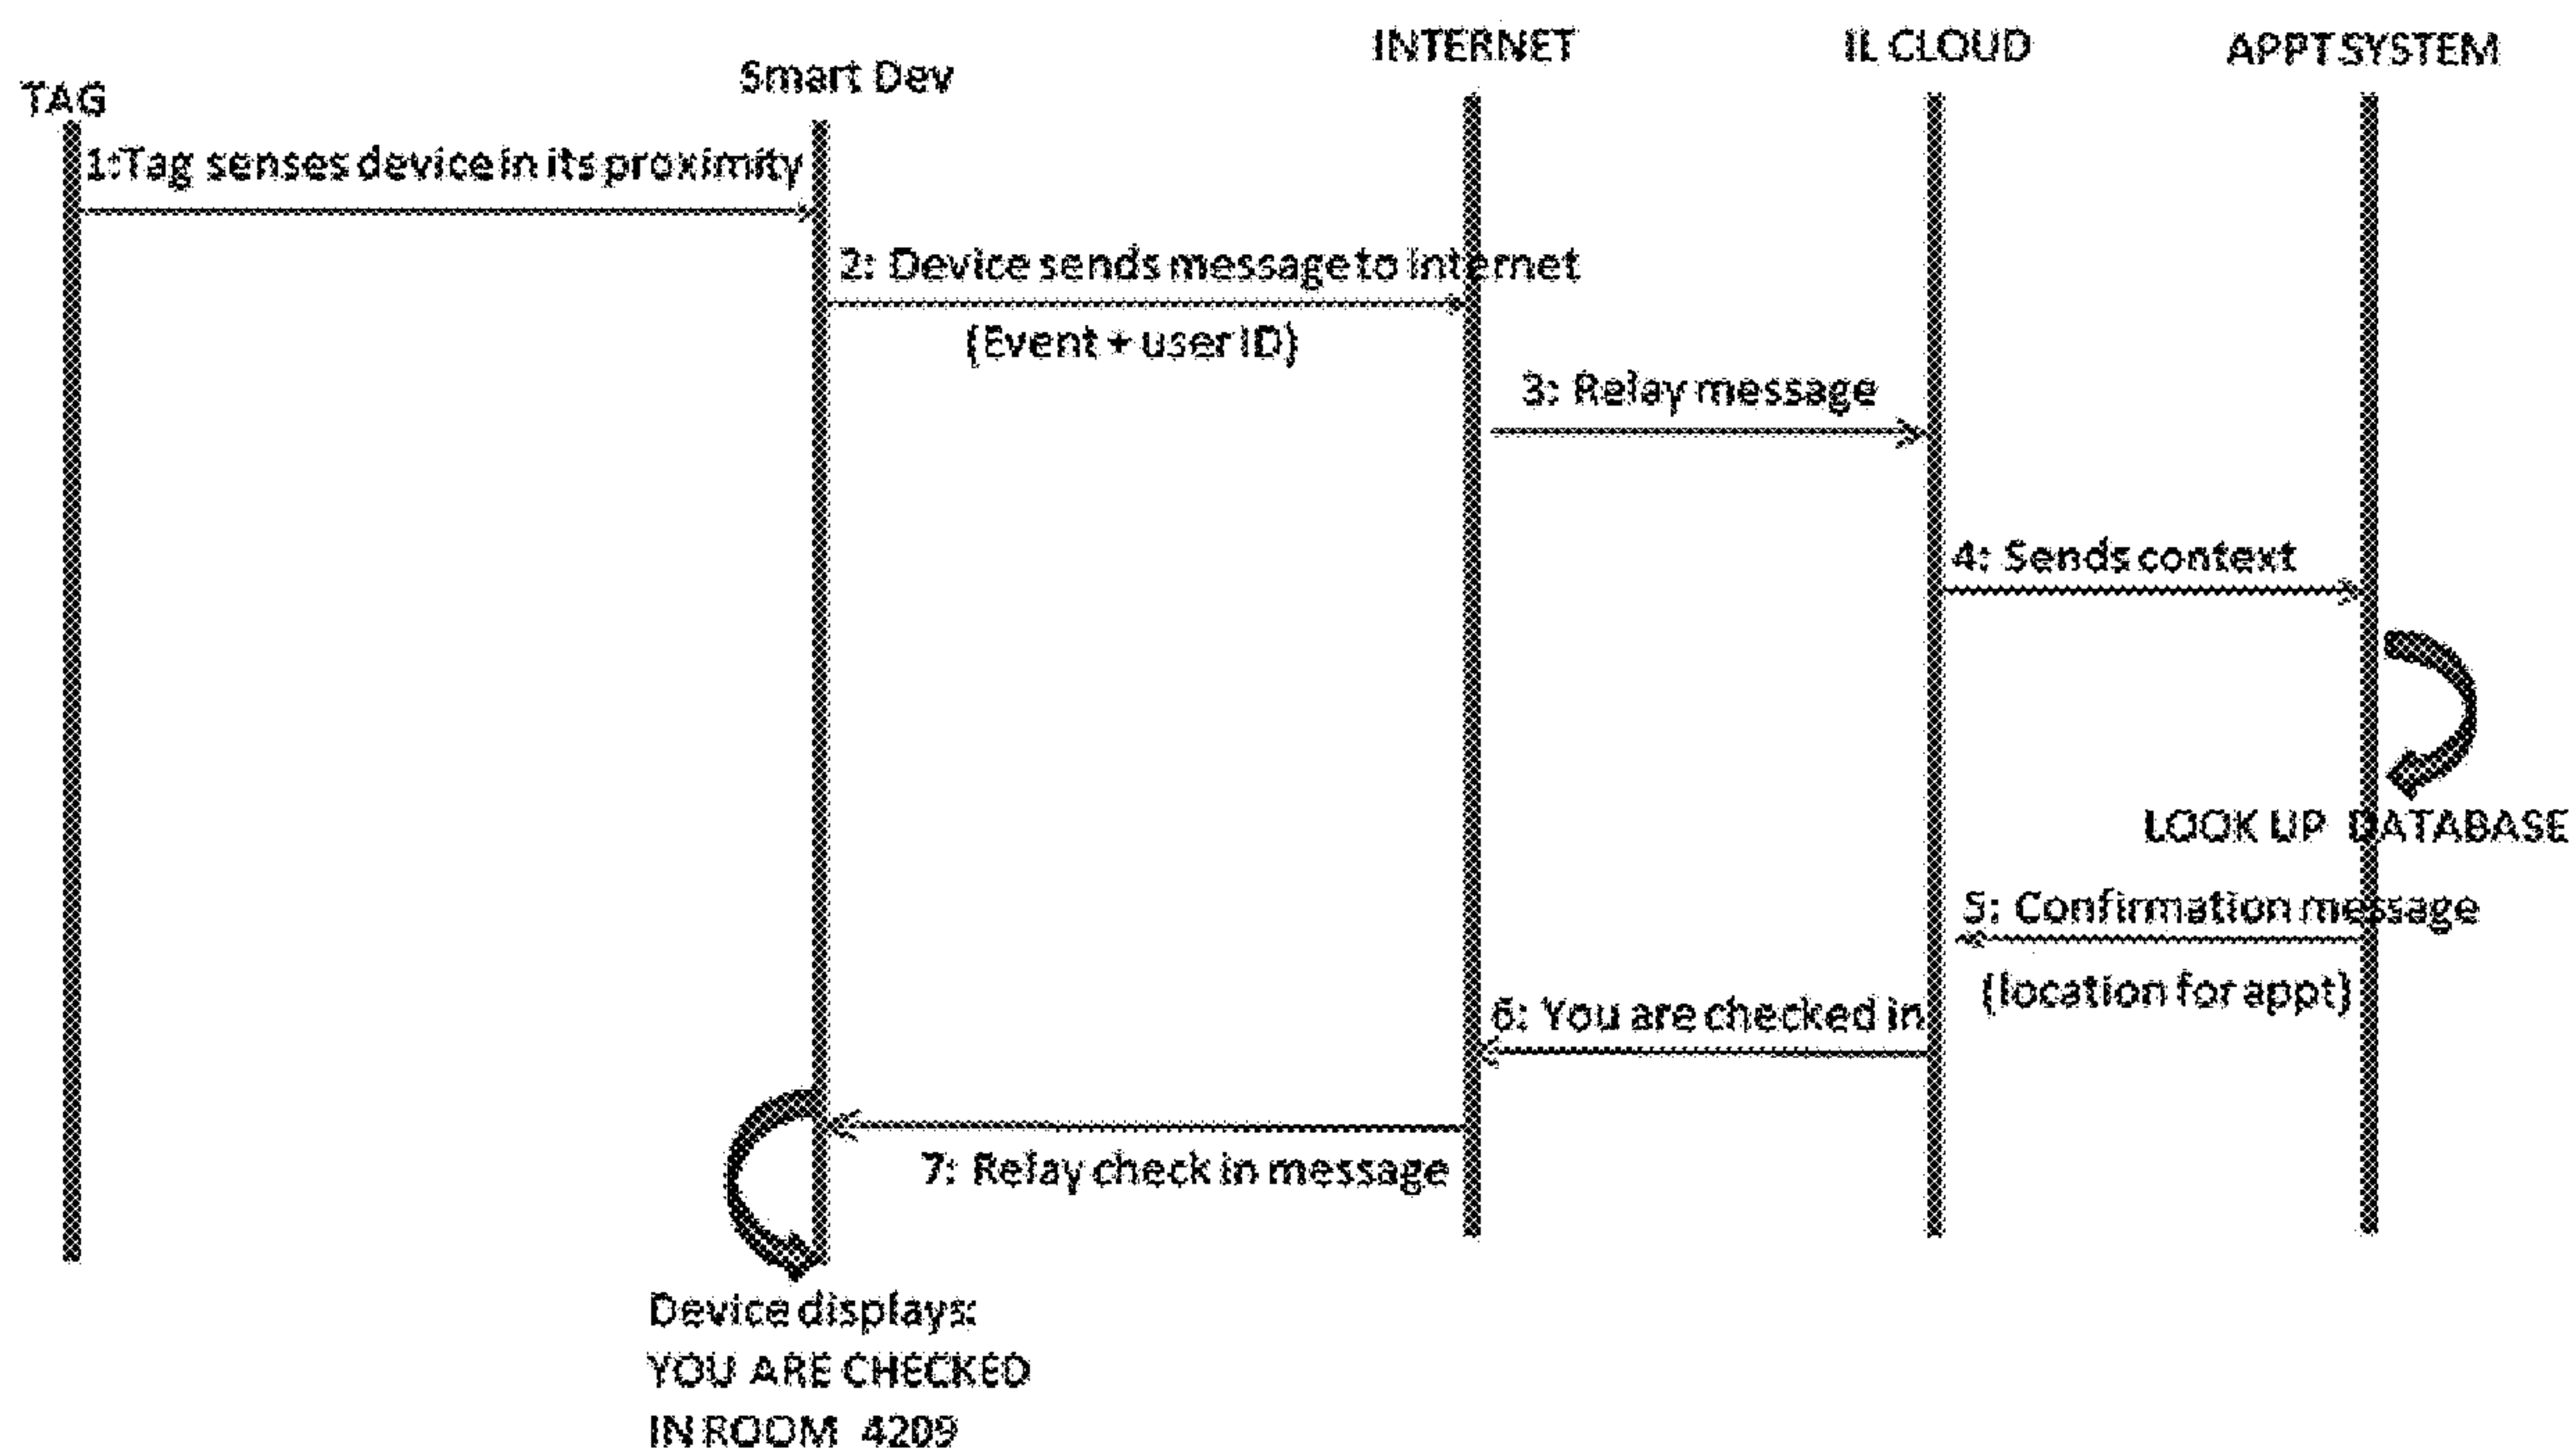 TAG
Smart Dev
INTERNET
IL CLOUD
APPT SYSTEM
1:Tag senses device in its proximity
2: Device sends message to Internet
(Event + user ID)
3: Relay message
4: Sends context
LOOK UP DATABASE
5: Confirmation message
(location for appt)
6: You are checked in
7: Relay check in message
Device displays:
YOU ARE CHECKED
IN ROOM 4209